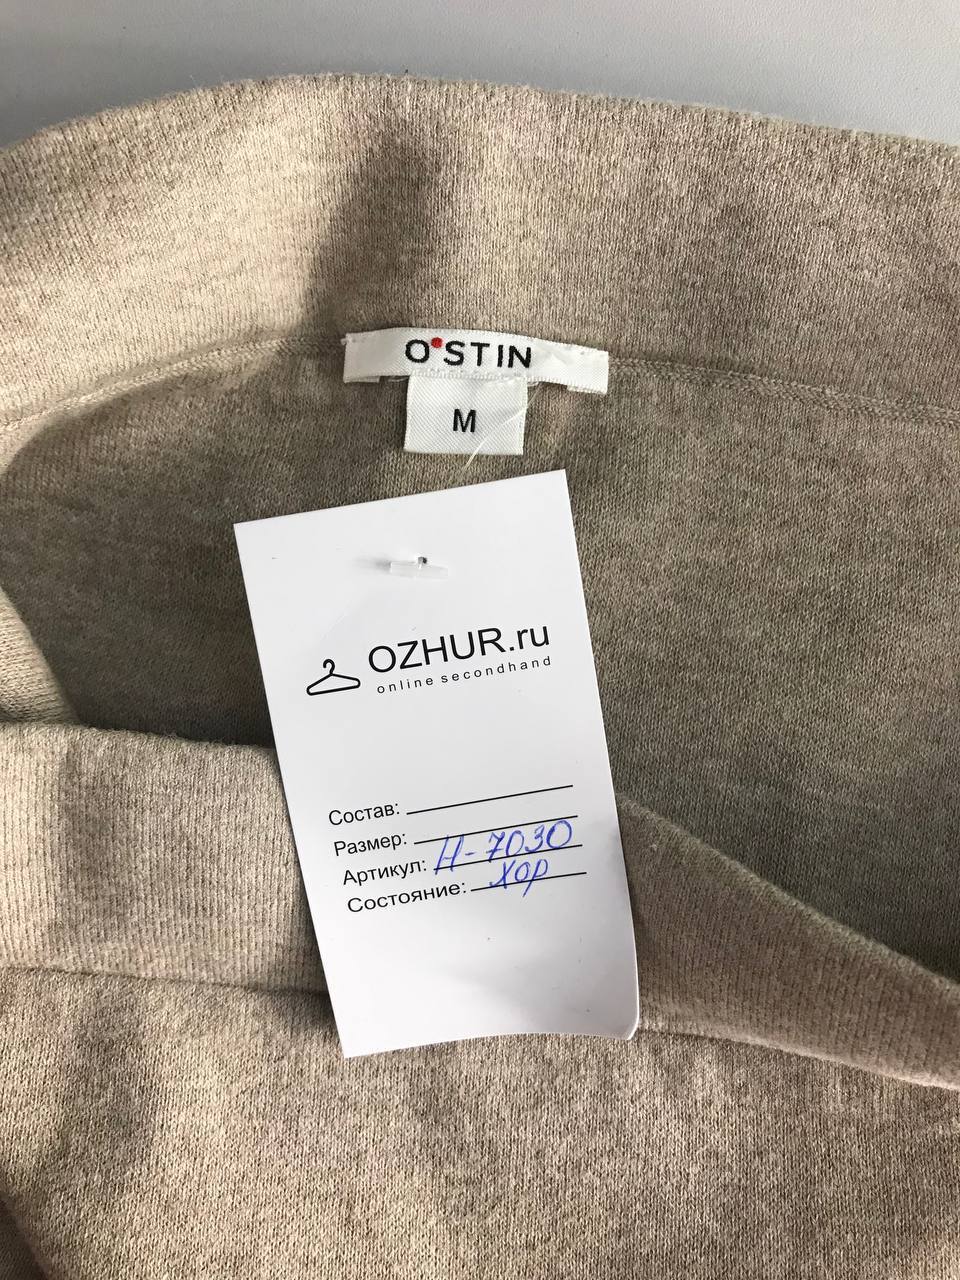 O'STIN
M
OZHUR.ru
online secondhand
Состав:
Размер:
Артикул: Н-7030
Состояние: хор